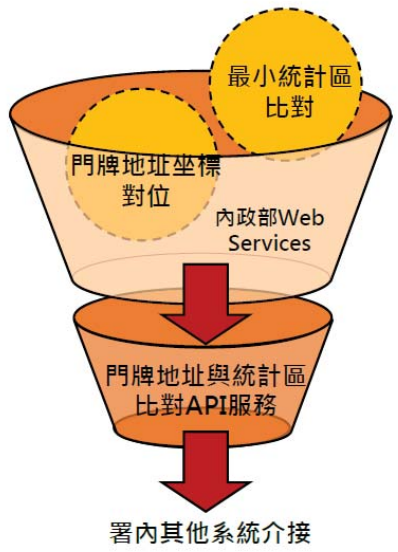 最小統計區
比對
門牌地址坐標
對位
內政部Web
Services
門牌地址與統計區
比對API服務
署內其他系統介接